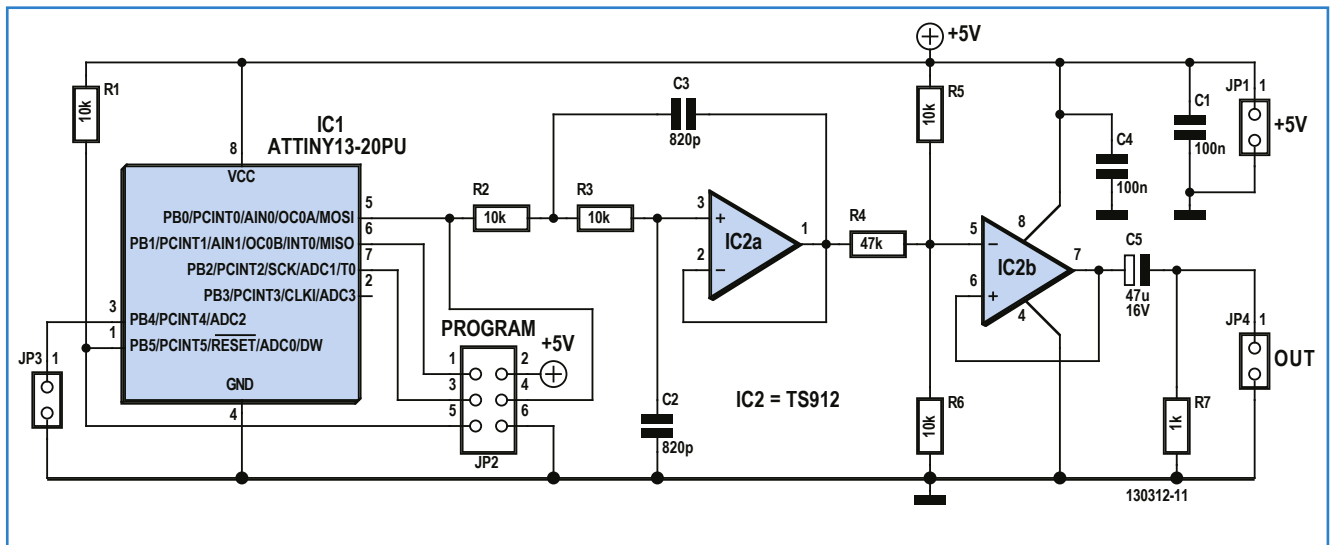 +5V
R1
10k
IC1
ATTINY13-20PU
8
VCC
PB0/PCINT0/AIN0/OC0A/MOSI
5
PB1/PCINT1/AIN1/OC0B/INT0/MISO
6
PB2/PCINT2/SCK/ADC1/T0
7
PB3/PCINT3/CLKI/ADC3
2
3
PB4/PCINT4/ADC2
1
PB5/PCINT5/RESET/ADC0/DW
GND
4
JP3
1
PROGRAM
+5V
1
2
3
4
5
6
JP2
R2
10k
R3
10k
C3
820p
C2
820p
3
+
IC2a
1
2
–
IC2 = TS912
R4
47k
R5
10k
R6
10k
5
–
8
IC2b
7
6
+
4
C4
100n
C1
100n
JP1
1
+5V
C5
47u
16V
R7
1k
JP4
1
OUT
130312-11